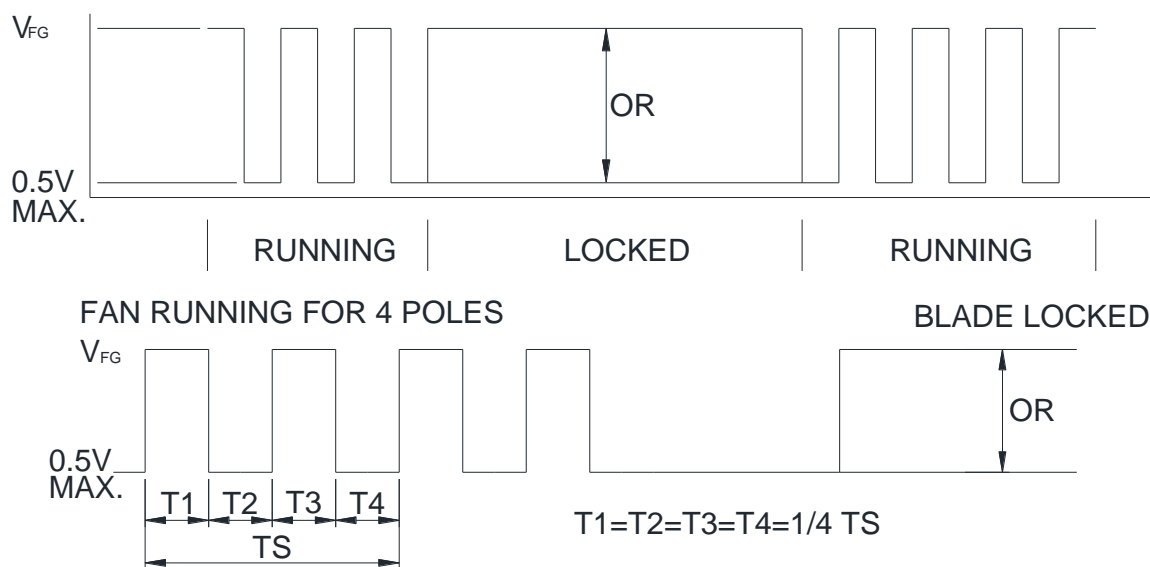 VFG
OR
0.5V
MAX.
RUNNING LOCKED RUNNING
FAN RUNNING FOR 4 POLES BLADE LOCKED
VFG
OR
0.5V
MAX.
T1 T2 T3 T4
T1=T2=T3=T4=1/4 TS
TS